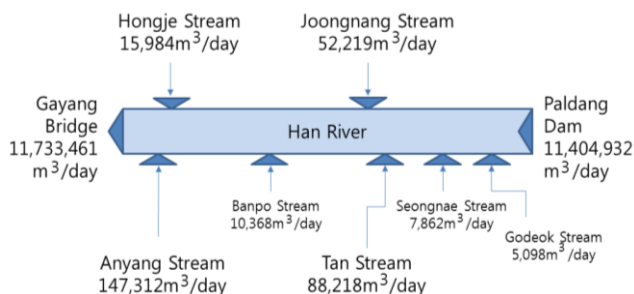 Hongje Stream
15,984m³/day
Joongnang Stream
52,219m³/day
Gayang
Bridge
11,733,461
m³/day
Han River
Paldang
Dam
11,404,932
m³/day
Banpo Stream
10,368m³/day
Seongnae Stream
7,862m³/day
Godeok Stream
5,098m³/day
Anyang Stream
147,312m³/day
Tan Stream
88,218m³/day